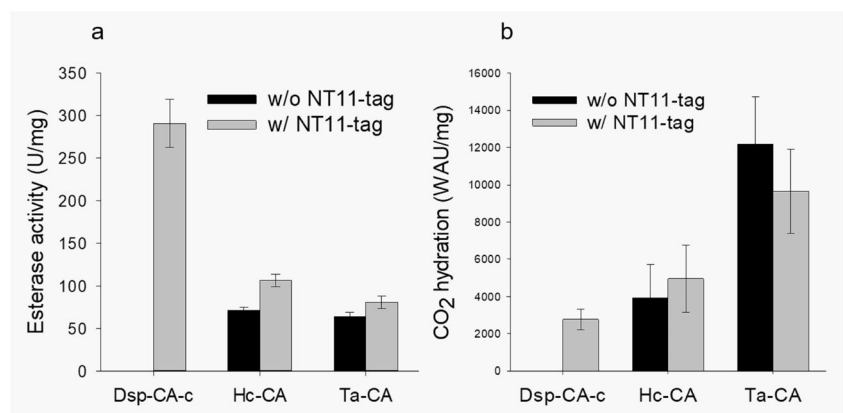 a
Esterase activity (U/mg)
350
300
250
200
150
100
50
0
w/o NT11-tag
w/ NT11-tag
Dsp-CA-c Hc-CA Ta-CA
b
CO2 hydration (WAU/mg)
16000
14000
12000
10000
8000
6000
4000
2000
0
w/o NT11-tag
w/ NT11-tag
Dsp-CA-c Hc-CA Ta-CA